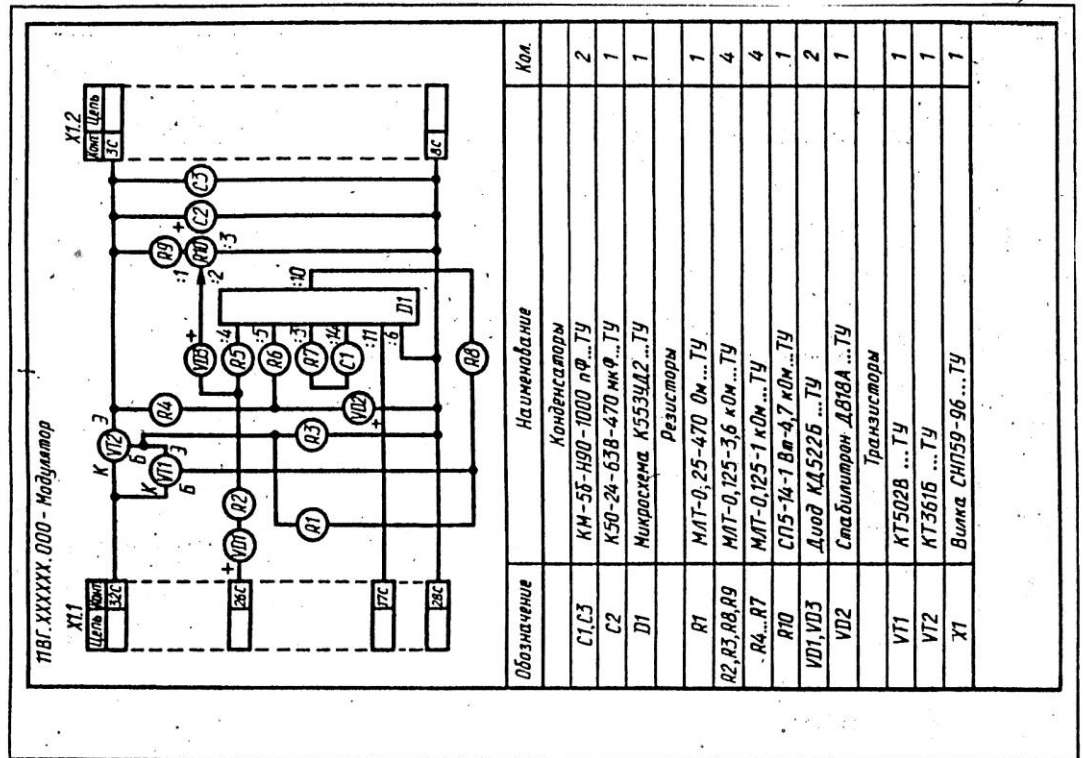 11ВГ.ХХХХХХ.000 - Модулятор
X1.1
Цепь Конт
32С
26С
17С
28С
X1.2
Конт Цепь
3С
8С
К VT2 Э
Б
К VT1 Э
Б
R4
R9
:1
R10
:2
:3
+ C2
C3
VD3 +
+ VD1
R2
R5 :4
R6 :5
R7 :3
C1 :14
:11
:6
:10
D1
VD2
+
R1
R3
R8
Обозначение Наименование Кол.
Конденсаторы
C1,C3 КМ-5б-Н90-1000 пФ...ТУ 2
C2 К50-24-63В-470 мкФ...ТУ 1
D1 Микросхема К553УД2...ТУ 1
Резисторы
R1 МЛТ-0,25-470 Ом...ТУ 1
R2,R3,R8,R9 МЛТ-0,125-3,6 кОм...ТУ 4
R4...R7 МЛТ-0,125-1 кОм...ТУ 4
R10 СП5-14-1 Вт-4,7 кОм...ТУ 1
VD1,VD3 Диод КД522Б...ТУ 2
VD2 Стабилитрон Д818А...ТУ 1
Транзисторы
VT1 КТ502В...ТУ 1
VT2 КТ361Б...ТУ 1
X1 Вилка СНП59-96...ТУ 1